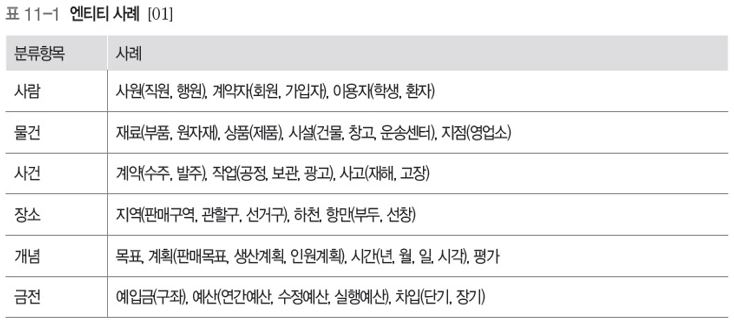 표 11-1 엔티티 사례 [01]
분류항목 사례
사람 사원(직원, 행원), 계약자(회원, 가입자), 이용자(학생, 환자)
물건 재료(부품, 원자재), 상품(제품), 시설(건물, 창고, 운송센터), 지점(영업소)
사건 계약(수주, 발주), 작업(공정, 보관, 광고), 사고(재해, 고장)
장소 지역(판매구역, 관할구, 선거구), 하천, 항만(부두, 선창)
개념 목표, 계획(판매목표, 생산계획, 인원계획), 시간(년, 월, 일, 시각), 평가
금전 예입금(구좌), 예산(연간예산, 수정예산, 실행예산), 차입(단기, 장기)